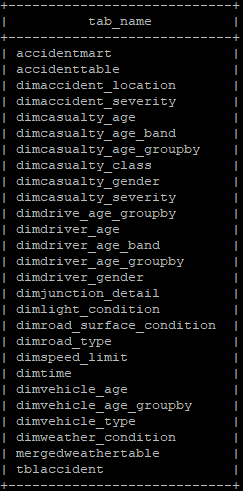 tab_name
accidentmart
accidenttable
dimaccident_location
dimaccident_severity
dimcasualty_age
dimcasualty_age_band
dimcasualty_age_groupby
dimcasualty_class
dimcasualty_gender
dimcasualty_severity
dimdrive_age_groupby
dimdriver_age
dimdriver_age_band
dimdriver_age_groupby
dimdriver_gender
dimjunction_detail
dimlight_condition
dimroad_surface_condition
dimroad_type
dimspeed_limit
dimtime
dimvehicle_age
dimvehicle_age_groupby
dimvehicle_type
dimweather_condition
mergedweathertable
tblaccident